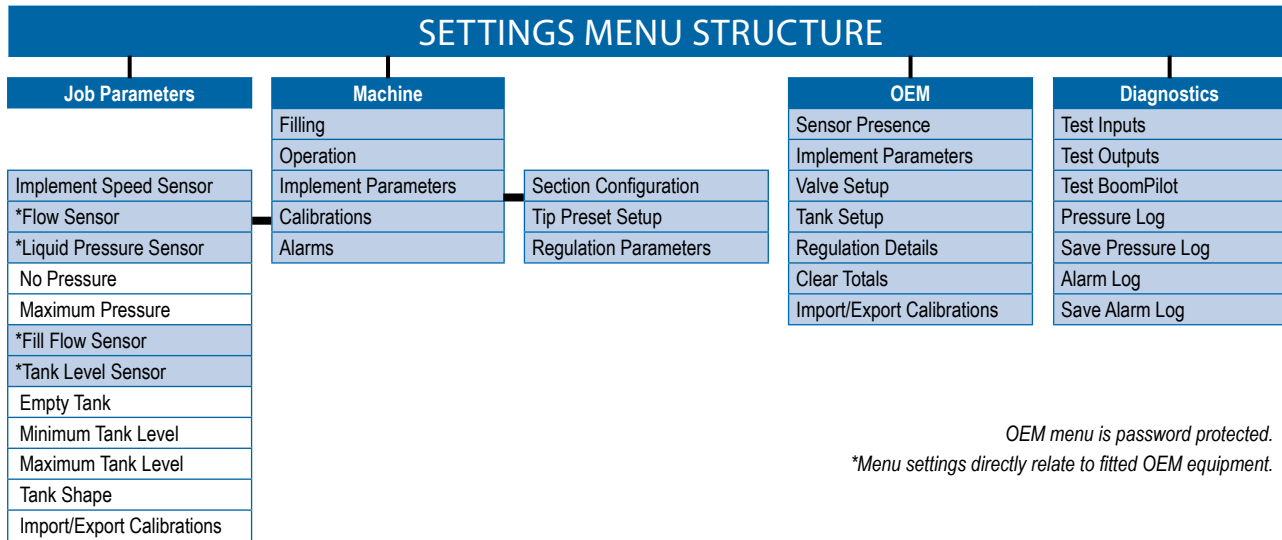 SETTINGS MENU STRUCTURE
Job Parameters
Implement Speed Sensor
*Flow Sensor
*Liquid Pressure Sensor
No Pressure
Maximum Pressure
*Fill Flow Sensor
*Tank Level Sensor
Empty Tank
Minimum Tank Level
Maximum Tank Level
Tank Shape
Import/Export Calibrations
Machine
Filling
Operation
Implement Parameters
Calibrations
Alarms
Section Configuration
Tip Preset Setup
Regulation Parameters
OEM
Sensor Presence
Implement Parameters
Valve Setup
Tank Setup
Regulation Details
Clear Totals
Import/Export Calibrations
Diagnostics
Test Inputs
Test Outputs
Test BoomPilot
Pressure Log
Save Pressure Log
Alarm Log
Save Alarm Log
OEM menu is password protected.
*Menu settings directly relate to fitted OEM equipment.